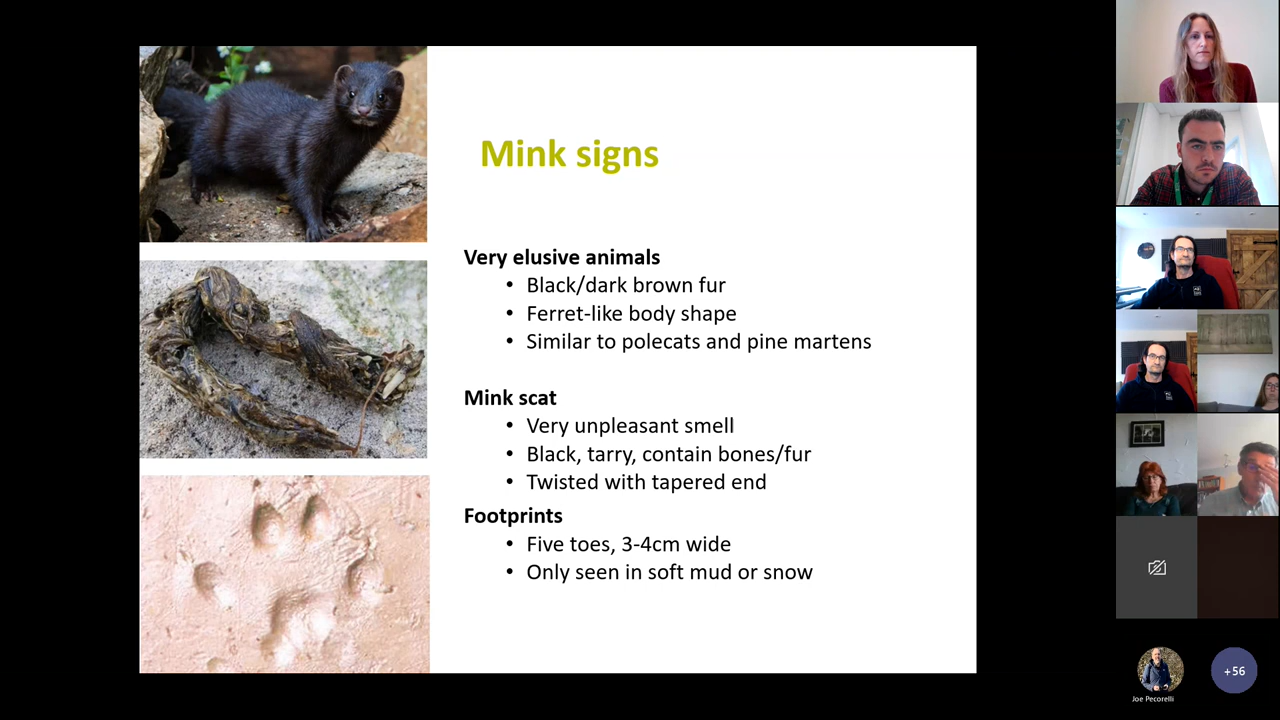 Mink signs
Very elusive animals
• Black/dark brown fur
• Ferret-like body shape
• Similar to polecats and pine martens
Mink scat
• Very unpleasant smell
• Black, tarry, contain bones/fur
• Twisted with tapered end
Footprints
• Five toes, 3-4cm wide
• Only seen in soft mud or snow
Joe Pecorelli
+56